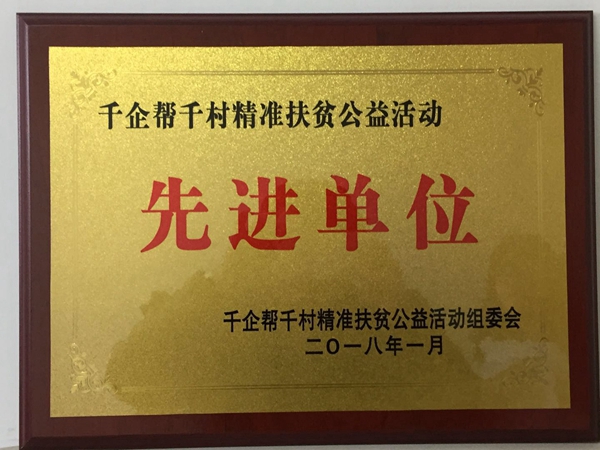 千企帮千村精准扶贫公益活动
先进单位
千企帮千村精准扶贫公益活动组委会
二〇一八年一月